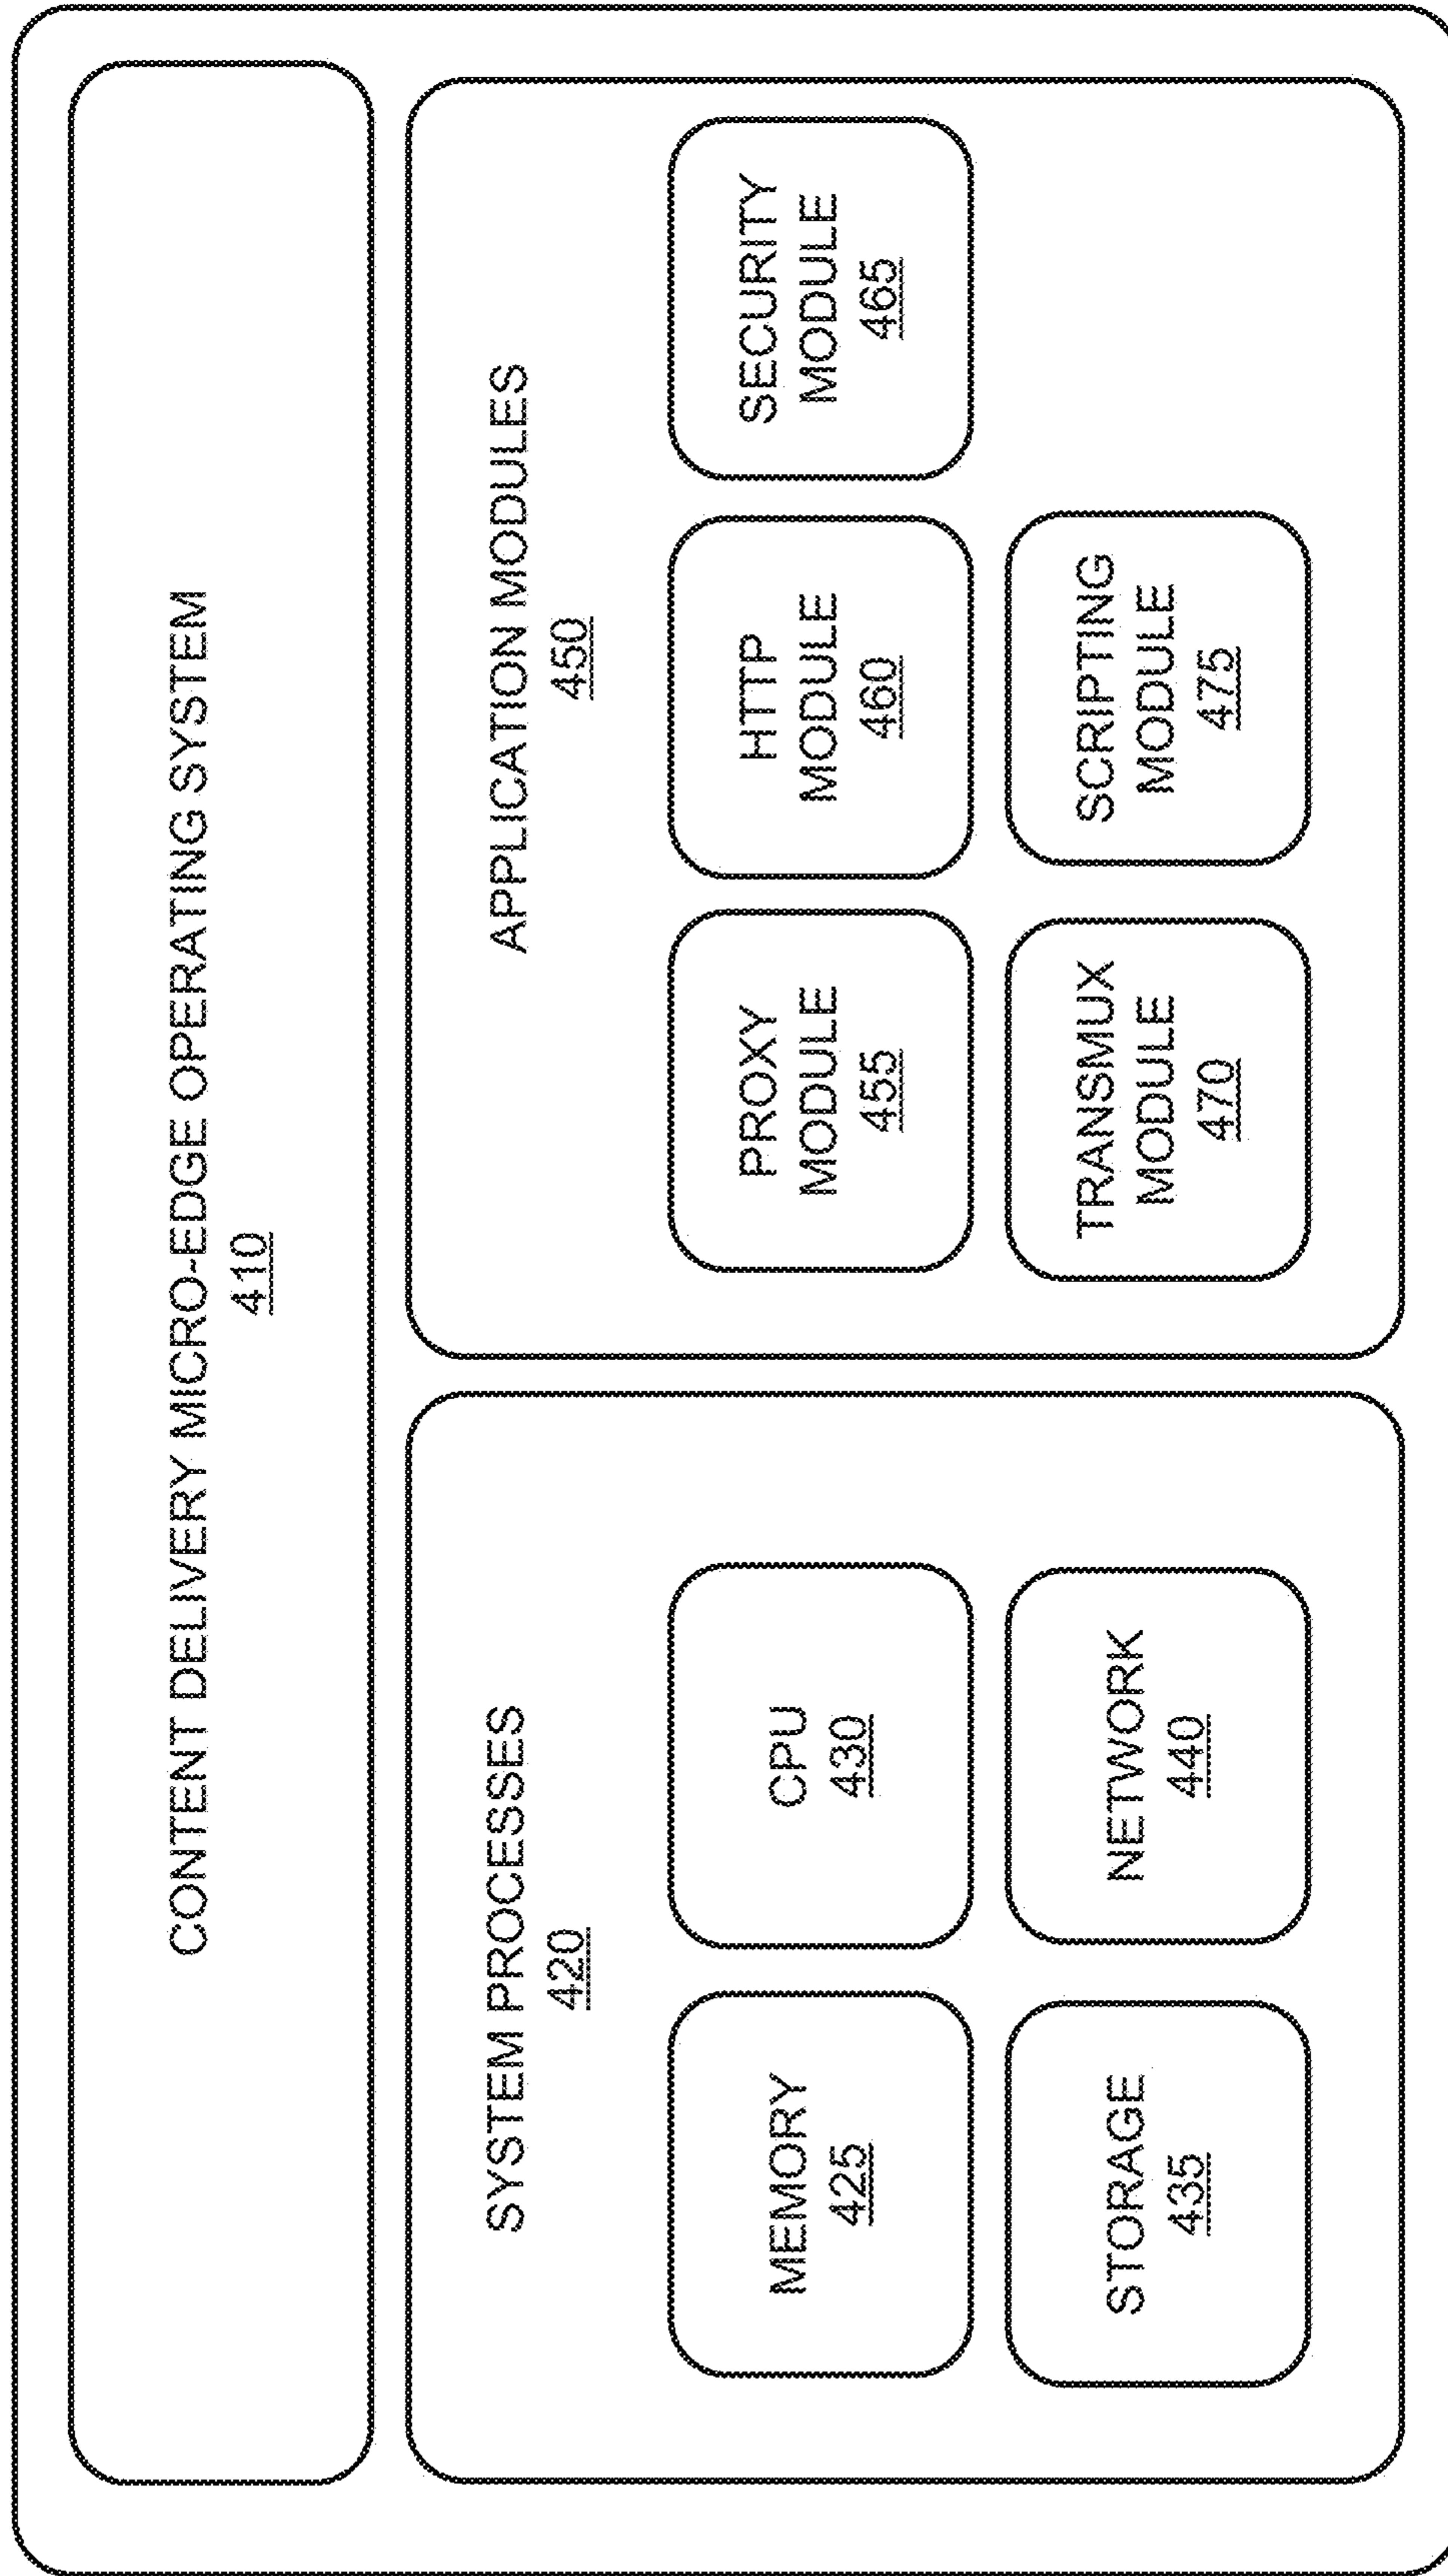 CONTENT DELIVERY MICRO-EDGE OPERATING SYSTEM
410
SYSTEM PROCESSES
420
MEMORY
425
CPU
430
STORAGE
435
NETWORK
440
APPLICATION MODULES
450
PROXY
MODULE
455
HTTP
MODULE
460
SECURITY
MODULE
465
TRANSMUX
MODULE
470
SCRIPTING
MODULE
475